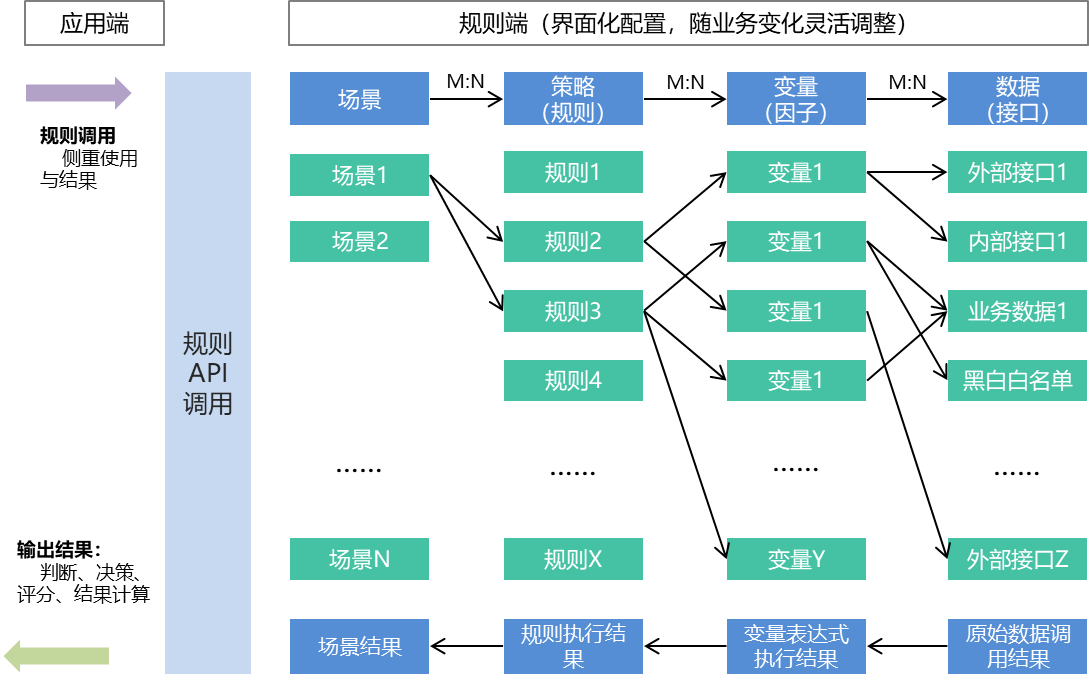 应用端
规则端（界面化配置，随业务变化灵活调整）
规则调用
侧重使用
与结果
规则
API
调用
输出结果：
判断、决策、
评分、结果计算
场景
M:N
策略
（规则）
M:N
变量
（因子）
M:N
数据
（接口）
场景1
规则1
变量1
外部接口1
场景2
规则2
变量1
内部接口1
规则3
变量1
业务数据1
规则4
变量1
黑白白名单
……
……
……
……
场景N
规则X
变量Y
外部接口Z
场景结果
规则执行结
果
变量表达式
执行结果
原始数据调
用结果